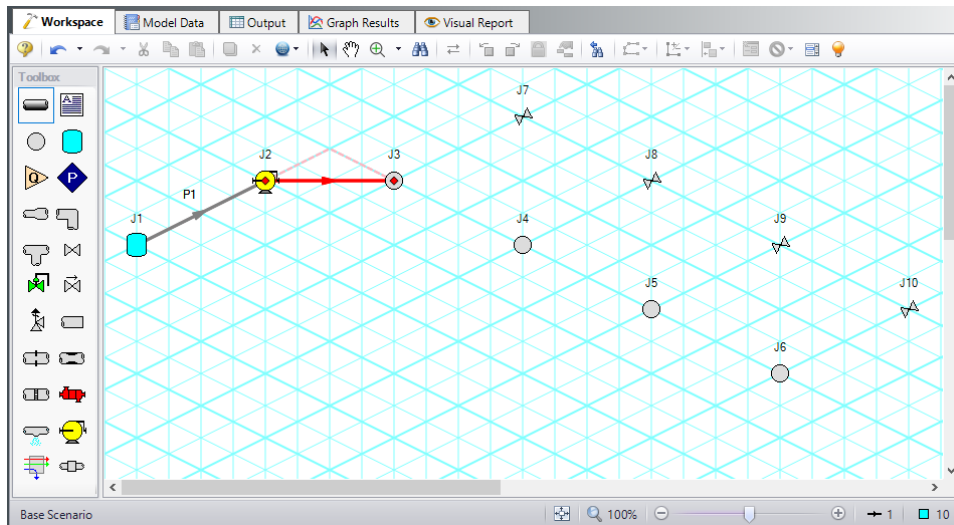 Workspace Model Data Output Graph Results Visual Report
Toolbox
A
Q P
J7
J2 J3 J8
P1
J1 J4 J9
J5 J10
J6
Base Scenario 100% 1 10